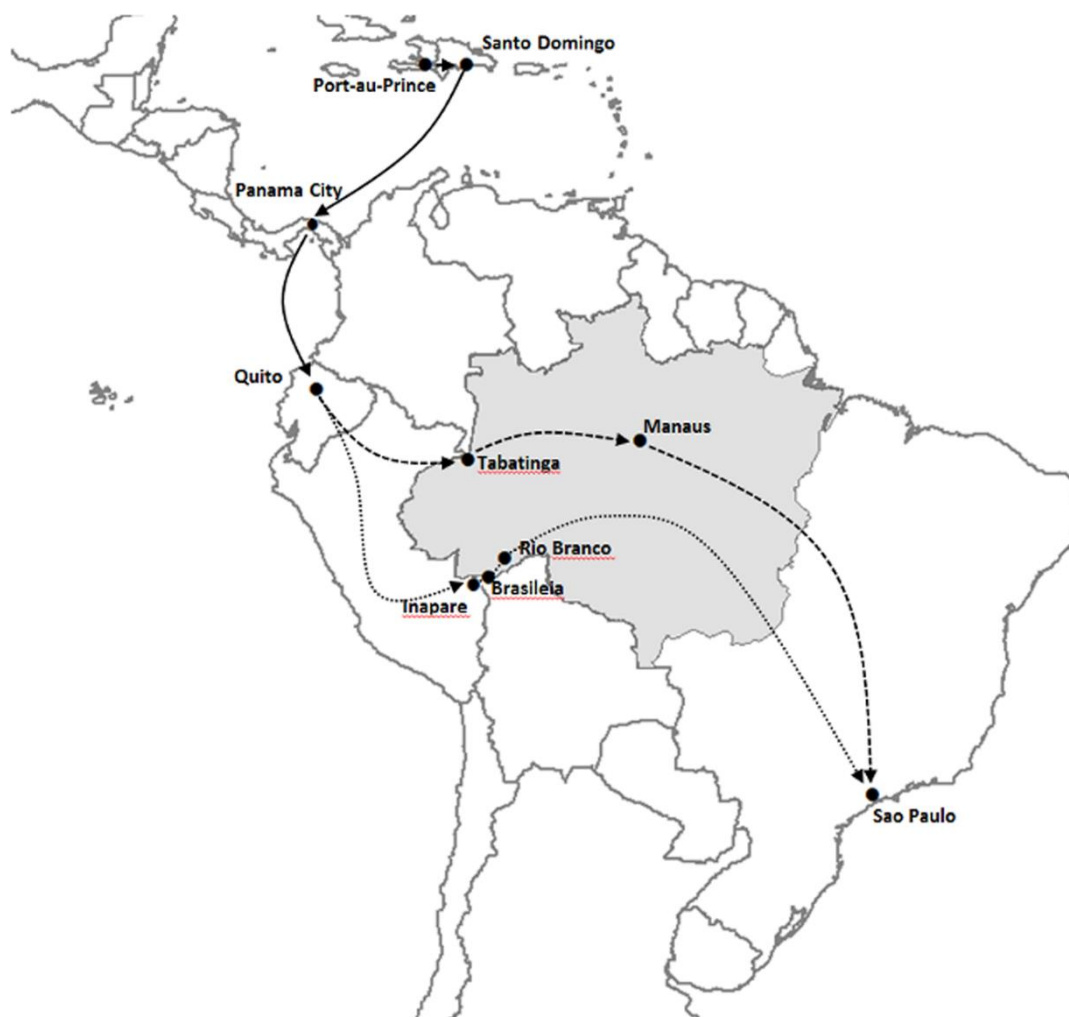 Santo Domingo
Port-au-Prince
Panama City
Quito
Manaus
Tabatinga
Rio Branco
Brasileia
Inapare
Sao Paulo